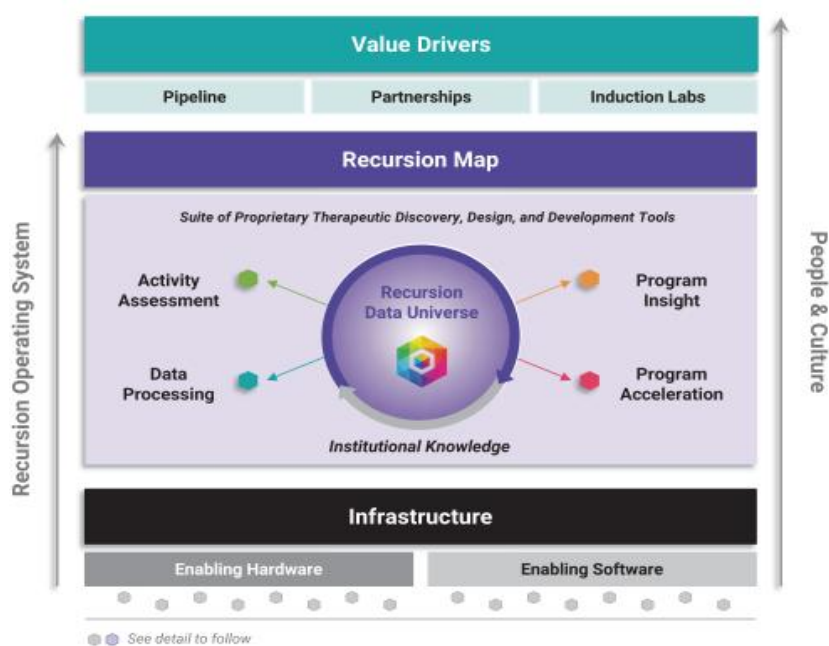 Value Drivers
Pipeline
Partnerships
Induction Labs
Recursion Map
Suite of Proprietary Therapeutic Discovery, Design, and Development Tools
Activity
Assessment
Recursion
Data Universe
Program
Insight
Data
Processing
Program
Acceleration
Institutional Knowledge
Infrastructure
Enabling Hardware
Enabling Software
See detail to follow
Recursion Operating System
People & Culture